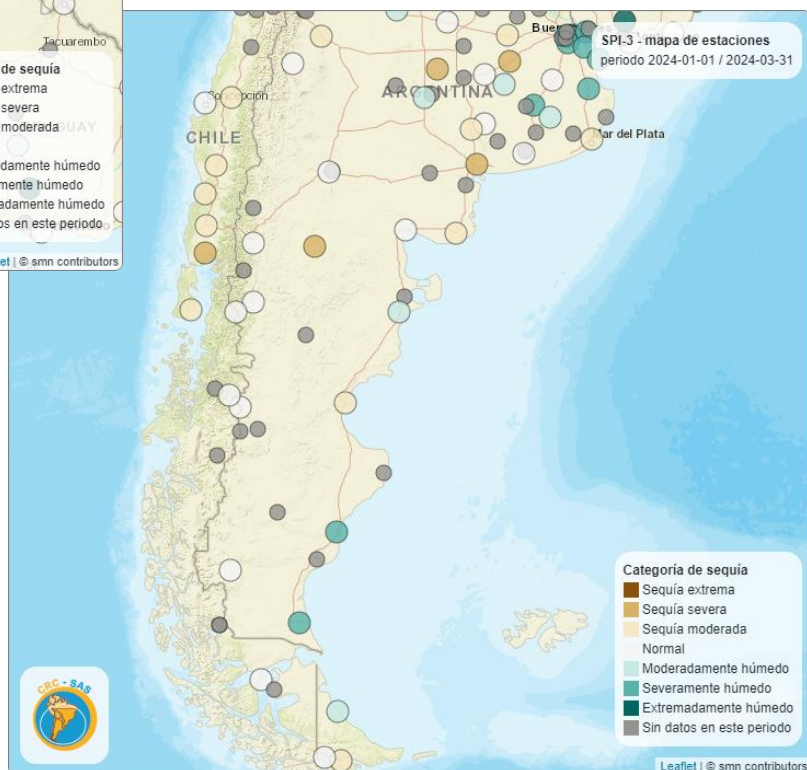 Tacuarembo
de sequía
extrema
severa
moderada
GUAY
damente húmedo
mente húmedo
adamente húmedo
os en este periodo
et | © smn contributors
SPI-3 - mapa de estaciones
periodo 2024-01-01 / 2024-03-31
Concepción
ARGENTINA
CHILE
Mar del Plata
Categoría de sequía
Sequía extrema
Sequía severa
Sequía moderada
Normal
Moderadamente húmedo
Severamente húmedo
Extremadamente húmedo
Sin datos en este periodo
CRC - SAS
Leaflet | © smn contributors